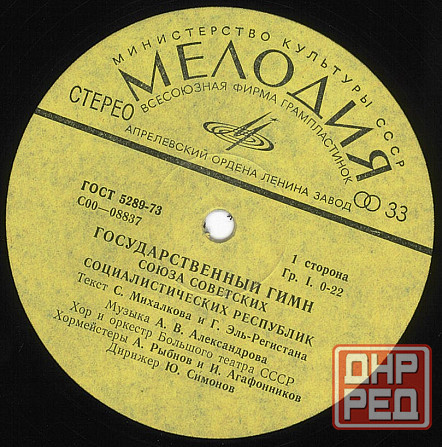 МИНИСТЕРСТВО КУЛЬТУРЫ СССР
МЕЛОДИЯ
ВСЕСОЮЗНАЯ ФИРМА ГРАМПЛАСТИНОК
СТЕРЕО
АПРЕЛЕВСКИЙ ОРДЕНА ЛЕНИНА ЗАВОД
33
ГОСТ 5289-73
С00—08837
1 сторона
Гр. 1. 0-22
ГОСУДАРСТВЕННЫЙ ГИМН
СОЮЗА СОВЕТСКИХ
СОЦИАЛИСТИЧЕСКИХ РЕСПУБЛИК
Текст С. Михалкова и Г. Эль-Регистана
Музыка А. В. Александрова
Хор и оркестр Большого театра СССР
Хормейстеры А. Рыбнов и И. Агафонников
Дирижер Ю. Симонов
ДНР
РЕД